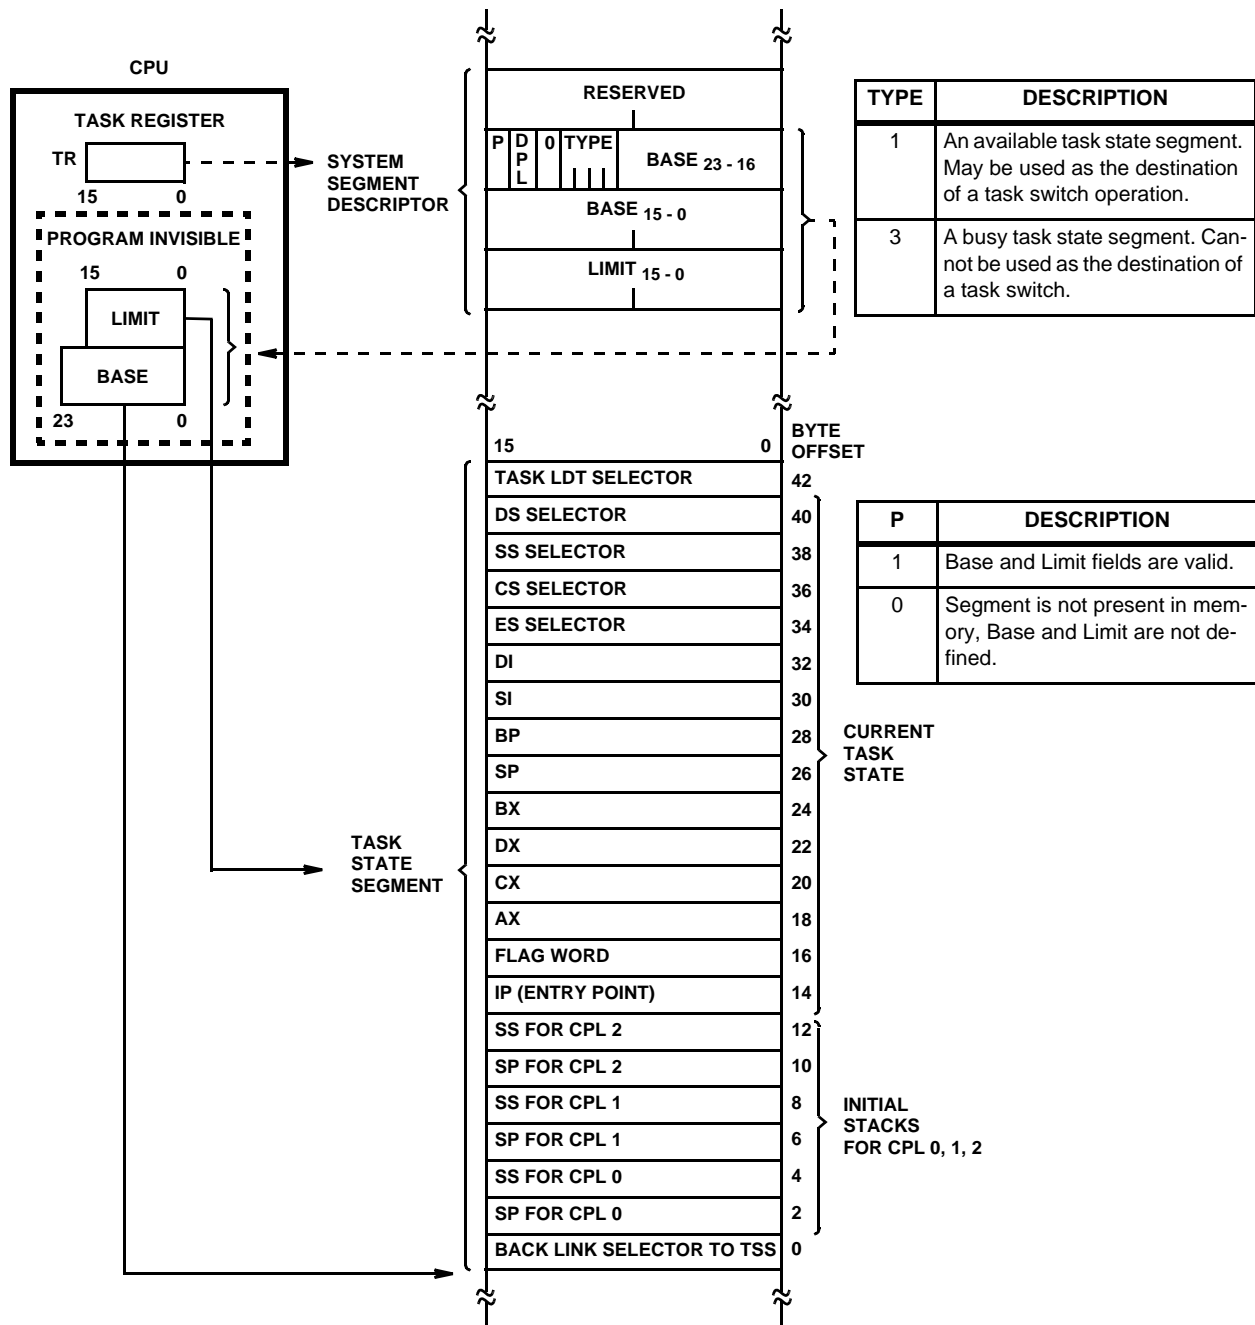 CPU
TASK REGISTER
TR
15 0
PROGRAM INVISIBLE
15 0
LIMIT
BASE
23 0
SYSTEM
SEGMENT
DESCRIPTOR
RESERVED
P DPL 0 TYPE BASE 23 - 16
BASE 15 - 0
LIMIT 15 - 0
TYPE DESCRIPTION
1 An available task state segment.
May be used as the destination
of a task switch operation.
3 A busy task state segment. Can-
not be used as the destination of
a task switch.
15 0
BYTE
OFFSET
TASK LDT SELECTOR 42
DS SELECTOR 40
SS SELECTOR 38
CS SELECTOR 36
ES SELECTOR 34
DI 32
SI 30
BP 28
SP 26
BX 24
DX 22
CX 20
AX 18
FLAG WORD 16
IP (ENTRY POINT) 14
SS FOR CPL 2 12
SP FOR CPL 2 10
SS FOR CPL 1 8
SP FOR CPL 1 6
SS FOR CPL 0 4
SP FOR CPL 0 2
BACK LINK SELECTOR TO TSS 0
TASK
STATE
SEGMENT
P DESCRIPTION
1 Base and Limit fields are valid.
0 Segment is not present in mem-
ory, Base and Limit are not de-
fined.
CURRENT
TASK
STATE
INITIAL
STACKS
FOR CPL 0, 1, 2